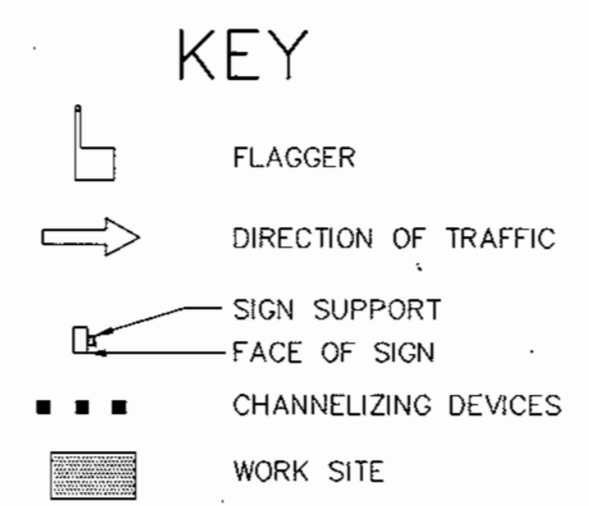 KEY
FLAGGER
DIRECTION OF TRAFFIC
SIGN SUPPORT
FACE OF SIGN
CHANNELIZING DEVICES
WORK SITE